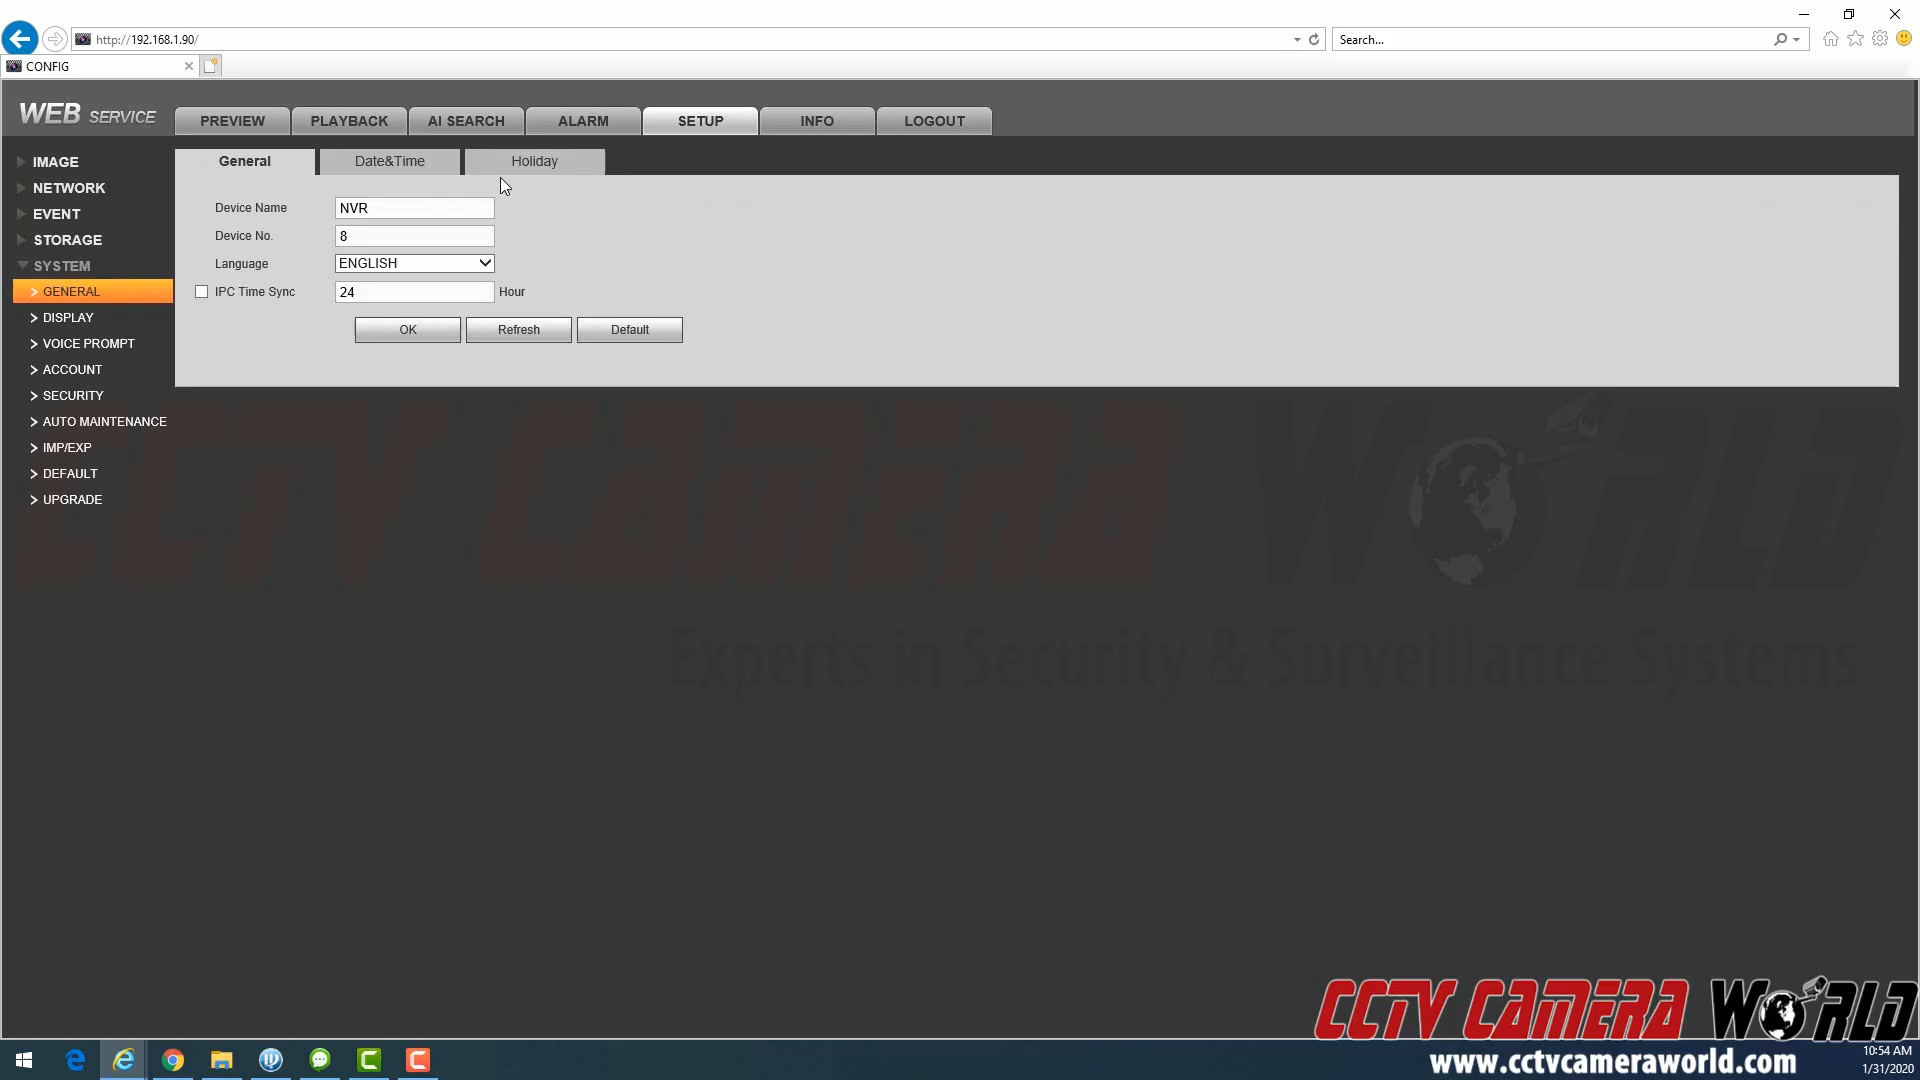 http://192.168.1.90/
Search...
CONFIG
WEB SERVICE
PREVIEW
PLAYBACK
AI SEARCH
ALARM
SETUP
INFO
LOGOUT
IMAGE
NETWORK
EVENT
STORAGE
SYSTEM
GENERAL
DISPLAY
VOICE PROMPT
ACCOUNT
SECURITY
AUTO MAINTENANCE
IMP/EXP
DEFAULT
UPGRADE
General
Date&Time
Holiday
Device Name NVR
Device No. 8
Language ENGLISH
IPC Time Sync 24 Hour
OK
Refresh
Default
CCTV CAMERA WORLD
Experts in Security & Surveillance Systems
CCTV CAMERA WORLD
www.cctvcameraworld.com
10:54 AM
1/31/2020